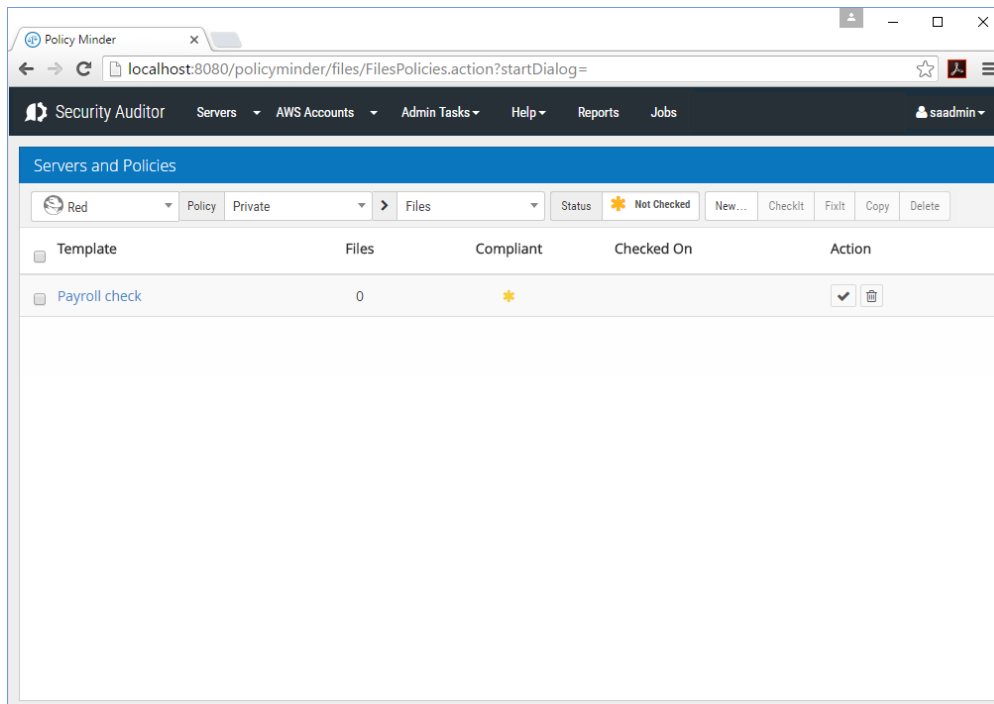 Policy Minder
localhost:8080/policyminder/files/FilesPolicies.action?startDialog=
Security Auditor Servers AWS Accounts Admin Tasks Help Reports Jobs saadmin
Servers and Policies
Red Policy Private Files Status Not Checked New... CheckIt FixIt Copy Delete
Template Files Compliant Checked On Action
Payroll check 0